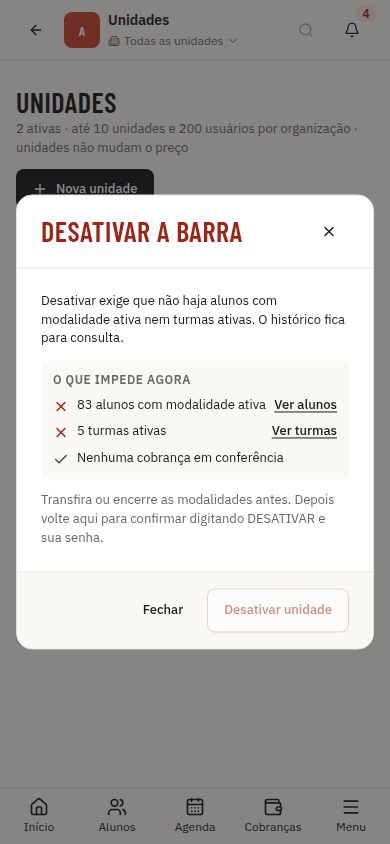 Unidades
4
A
Todas as unidades
UNIDADES
2 ativas · até 10 unidades e 200 usuários por organização ·
unidades não mudam o preço
Nova unidade
DESATIVAR A BARRA
Desativar exige que não haja alunos com
modalidade ativa nem turmas ativas. O histórico fica
para consulta.
O QUE IMPEDE AGORA
83 alunos com modalidade ativa Ver alunos
5 turmas ativas Ver turmas
Nenhuma cobrança em conferência
Transfira ou encerre as modalidades antes. Depois
volte aqui para confirmar digitando DESATIVAR e
sua senha.
Fechar Desativar unidade
Início Alunos Agenda Cobranças Menu